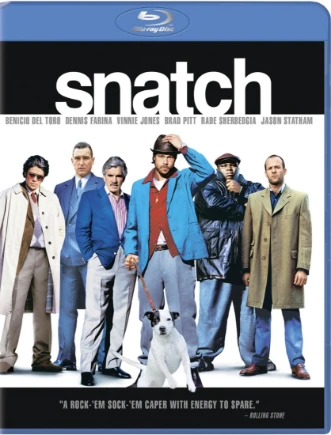 Blu-ray Disc
snatch
BENICIO DEL TORO DENNIS FARINA VINNIE JONES BRAD PITT RADE SHERBEDGIA JASON STATHAM
"A ROCK-'EM SOCK-'EM CAPER WITH ENERGY TO SPARE."
– ROLLING STONE